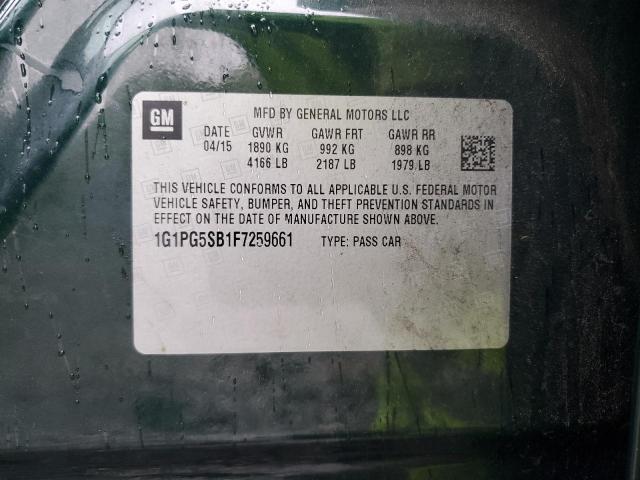 GM
MFD BY GENERAL MOTORS LLC
DATE GVWR GAWR FRT GAWR RR
04/15 1890 KG 992 KG 898 KG
4166 LB 2187 LB 1979 LB
THIS VEHICLE CONFORMS TO ALL APPLICABLE U.S. FEDERAL MOTOR
VEHICLE SAFETY, BUMPER, AND THEFT PREVENTION STANDARDS IN
EFFECT ON THE DATE OF MANUFACTURE SHOWN ABOVE.
1G1PG5SB1F7259661 TYPE: PASS CAR